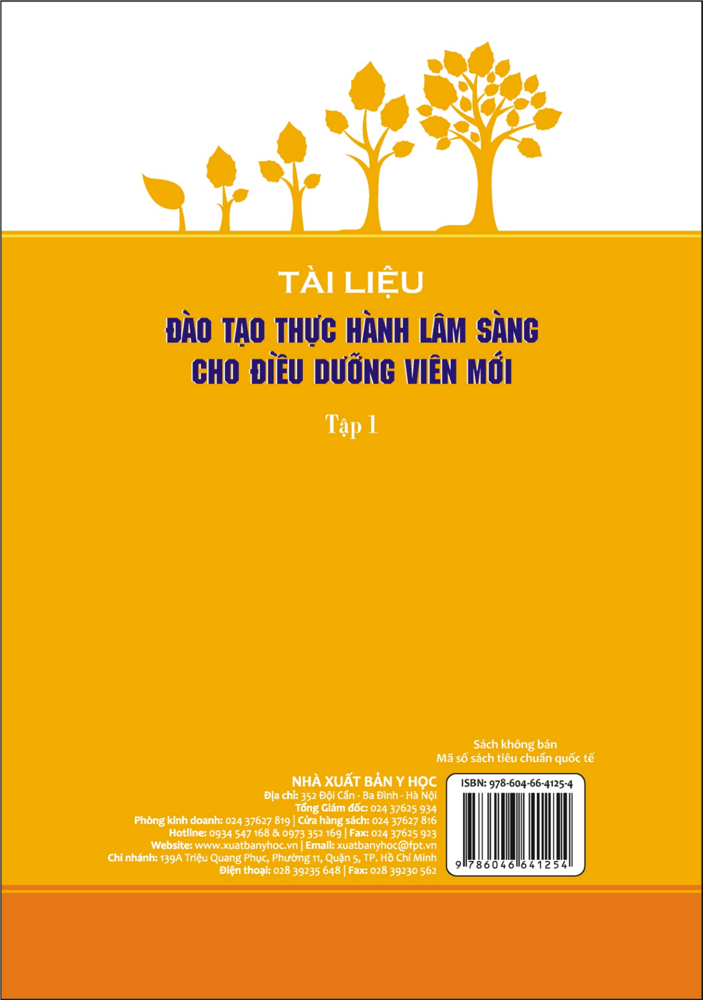 TÀI LIỆU
ĐÀO TẠO THỰC HÀNH LÂM SÀNG
CHO ĐIỀU DƯỠNG VIÊN MỚI
Tập 1
Sách không bán
Mã số sách tiêu chuẩn quốc tế
NHÀ XUẤT BẢN Y HỌC
Địa chỉ: 352 Đội Cấn - Ba Đình - Hà Nội
Tổng Giám đốc: 024 37625 934
Phòng kinh doanh: 024 37627 819 | Cửa hàng sách: 024 37627 816
Hotline: 0934 547 168 & 0973 352 169 | Fax: 024 37625 923
Website: www.xuatbanyhoc.vn | Email: xuatbanyhoc@fpt.vn
Chi nhánh: 139A Triệu Quang Phục, Phường 11, Quận 5, TP. Hồ Chí Minh
Điện thoại: 028 39235 648 | Fax: 028 39230 562
ISBN: 978-604-66-4125-4
9 786046 641254